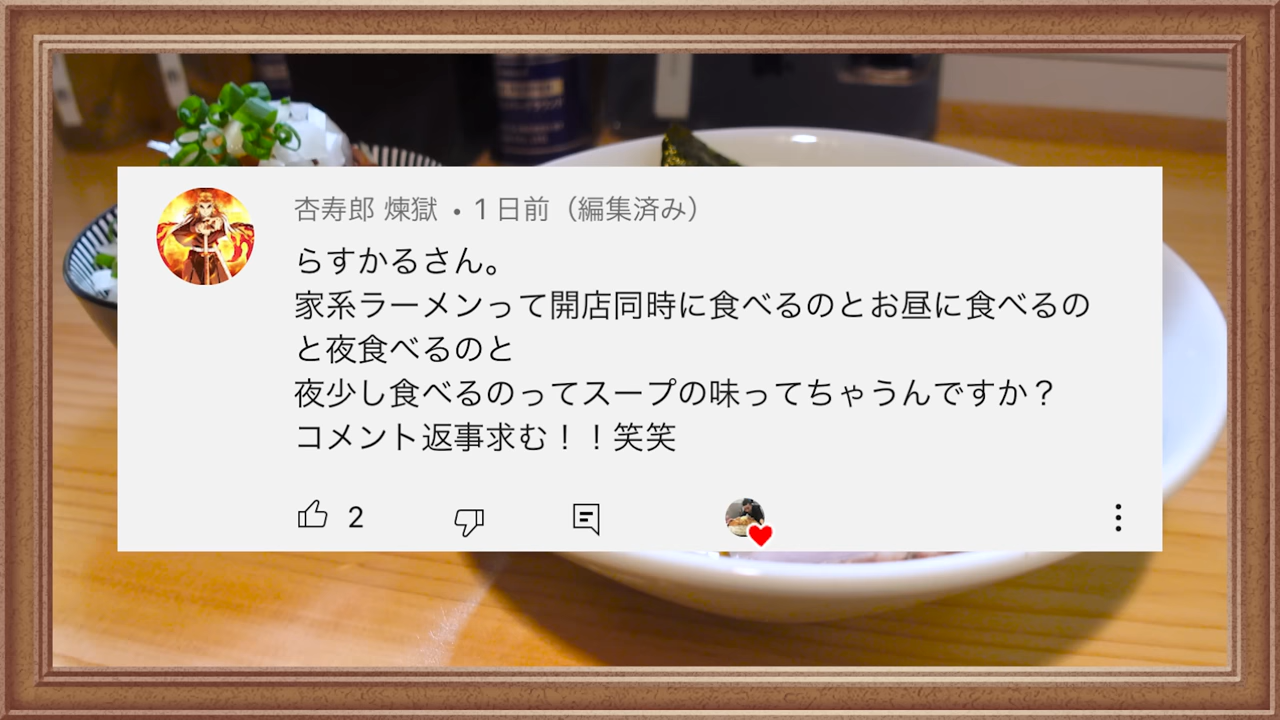 杏寿郎 煉獄 • 1 日前（編集済み）
らすかるさん。
家系ラーメンって開店同時に食べるのとお昼に食べるの
と夜食べるのと
夜少し食べるのってスープの味ってちゃうんですか？
コメント返事求む！！笑笑
2